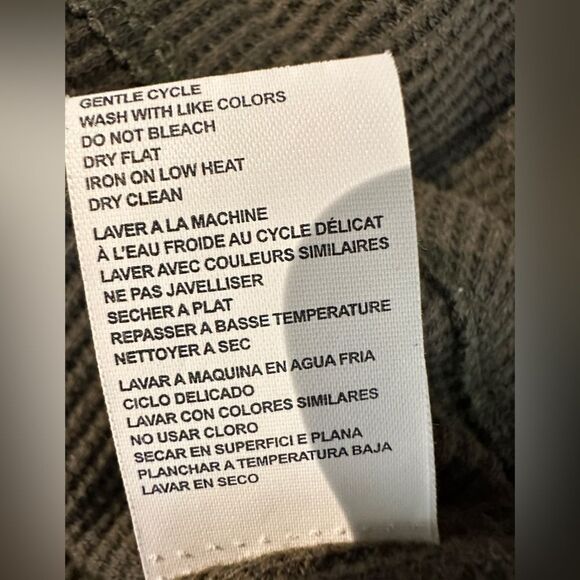 GENTLE CYCLE
WASH WITH LIKE COLORS
DO NOT BLEACH
DRY FLAT
IRON ON LOW HEAT
DRY CLEAN
LAVER A LA MACHINE
À L'EAU FROIDE AU CYCLE DÉLICAT
LAVER AVEC COULEURS SIMILAIRES
NE PAS JAVELLISER
SECHER A PLAT
REPASSER A BASSE TEMPERATURE
NETTOYER A SEC
LAVAR A MAQUINA EN AGUA FRIA
CICLO DELICADO
LAVAR CON COLORES SIMILARES
NO USAR CLORO
SECAR EN SUPERFICI E PLANA
PLANCHAR A TEMPERATURA BAJA
LAVAR EN SECO